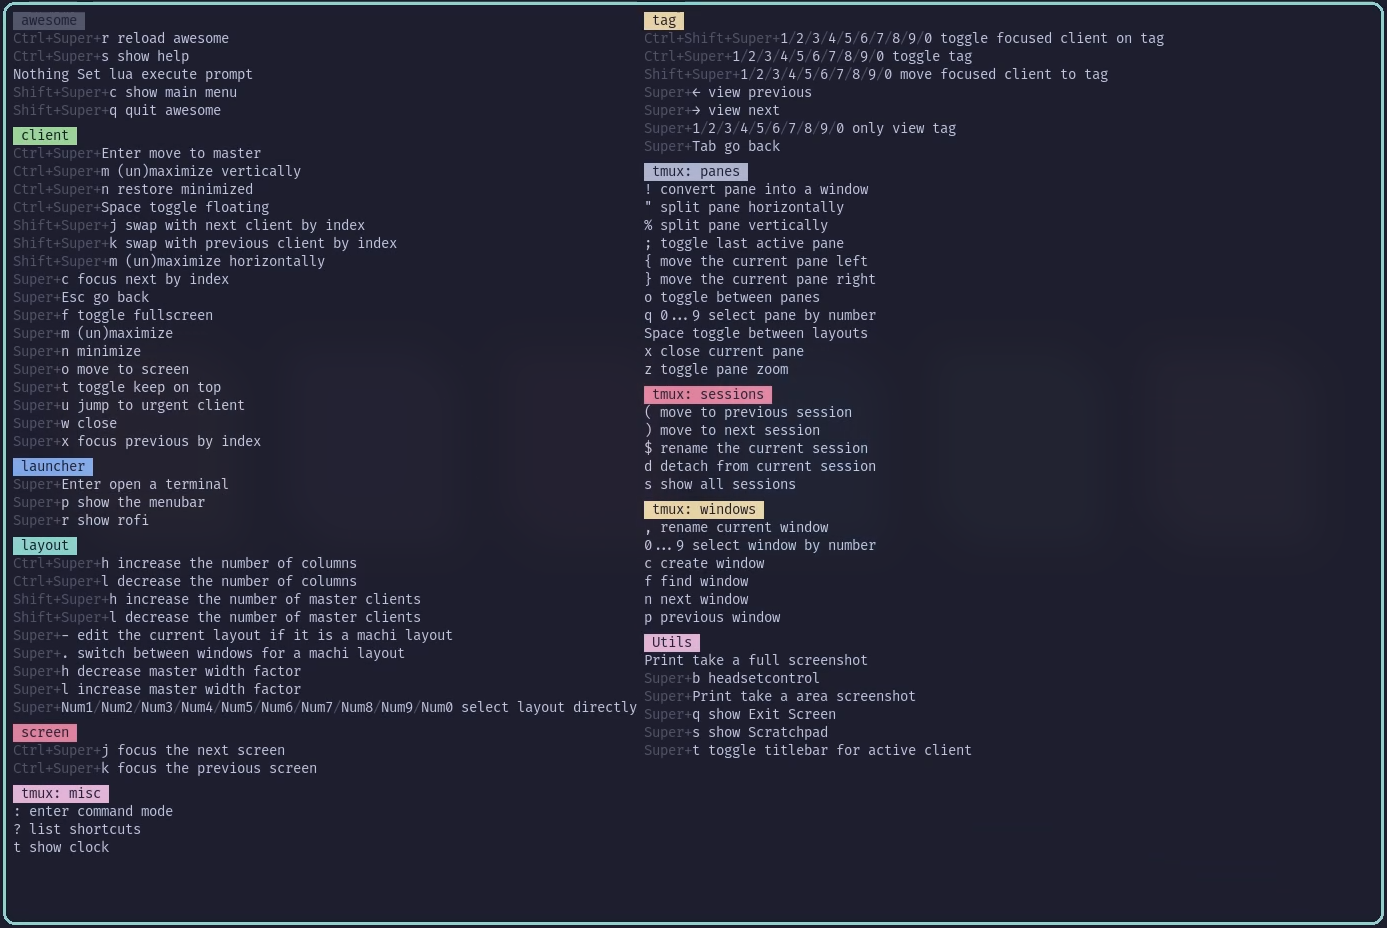 awesome
Ctrl+Super+r reload awesome
Ctrl+Super+s show help
Nothing Set lua execute prompt
Shift+Super+c show main menu
Shift+Super+q quit awesome
client
Ctrl+Super+Enter move to master
Ctrl+Super+m (un)maximize vertically
Ctrl+Super+n restore minimized
Ctrl+Super+Space toggle floating
Shift+Super+j swap with next client by index
Shift+Super+k swap with previous client by index
Shift+Super+m (un)maximize horizontally
Super+c focus next by index
Super+Esc go back
Super+f toggle fullscreen
Super+m (un)maximize
Super+n minimize
Super+o move to screen
Super+t toggle keep on top
Super+u jump to urgent client
Super+w close
Super+x focus previous by index
launcher
Super+Enter open a terminal
Super+p show the menubar
Super+r show rofi
layout
Ctrl+Super+h increase the number of columns
Ctrl+Super+l decrease the number of columns
Shift+Super+h increase the number of master clients
Shift+Super+l decrease the number of master clients
Super+- edit the current layout if it is a machi layout
Super+. switch between windows for a machi layout
Super+h decrease master width factor
Super+l increase master width factor
Super+Num1/Num2/Num3/Num4/Num5/Num6/Num7/Num8/Num9/Num0 select layout directly
screen
Ctrl+Super+j focus the next screen
Ctrl+Super+k focus the previous screen
tmux: misc
: enter command mode
? list shortcuts
t show clock
tag
Ctrl+Shift+Super+1/2/3/4/5/6/7/8/9/0 toggle focused client on tag
Ctrl+Super+1/2/3/4/5/6/7/8/9/0 toggle tag
Shift+Super+1/2/3/4/5/6/7/8/9/0 move focused client to tag
Super+← view previous
Super+→ view next
Super+1/2/3/4/5/6/7/8/9/0 only view tag
Super+Tab go back
tmux: panes
! convert pane into a window
" split pane horizontally
% split pane vertically
; toggle last active pane
{ move the current pane left
} move the current pane right
o toggle between panes
q 0...9 select pane by number
Space toggle between layouts
x close current pane
z toggle pane zoom
tmux: sessions
( move to previous session
) move to next session
$ rename the current session
d detach from current session
s show all sessions
tmux: windows
, rename current window
0...9 select window by number
c create window
f find window
n next window
p previous window
Utils
Print take a full screenshot
Super+b headsetcontrol
Super+Print take a area screenshot
Super+q show Exit Screen
Super+s show Scratchpad
Super+t toggle titlebar for active client